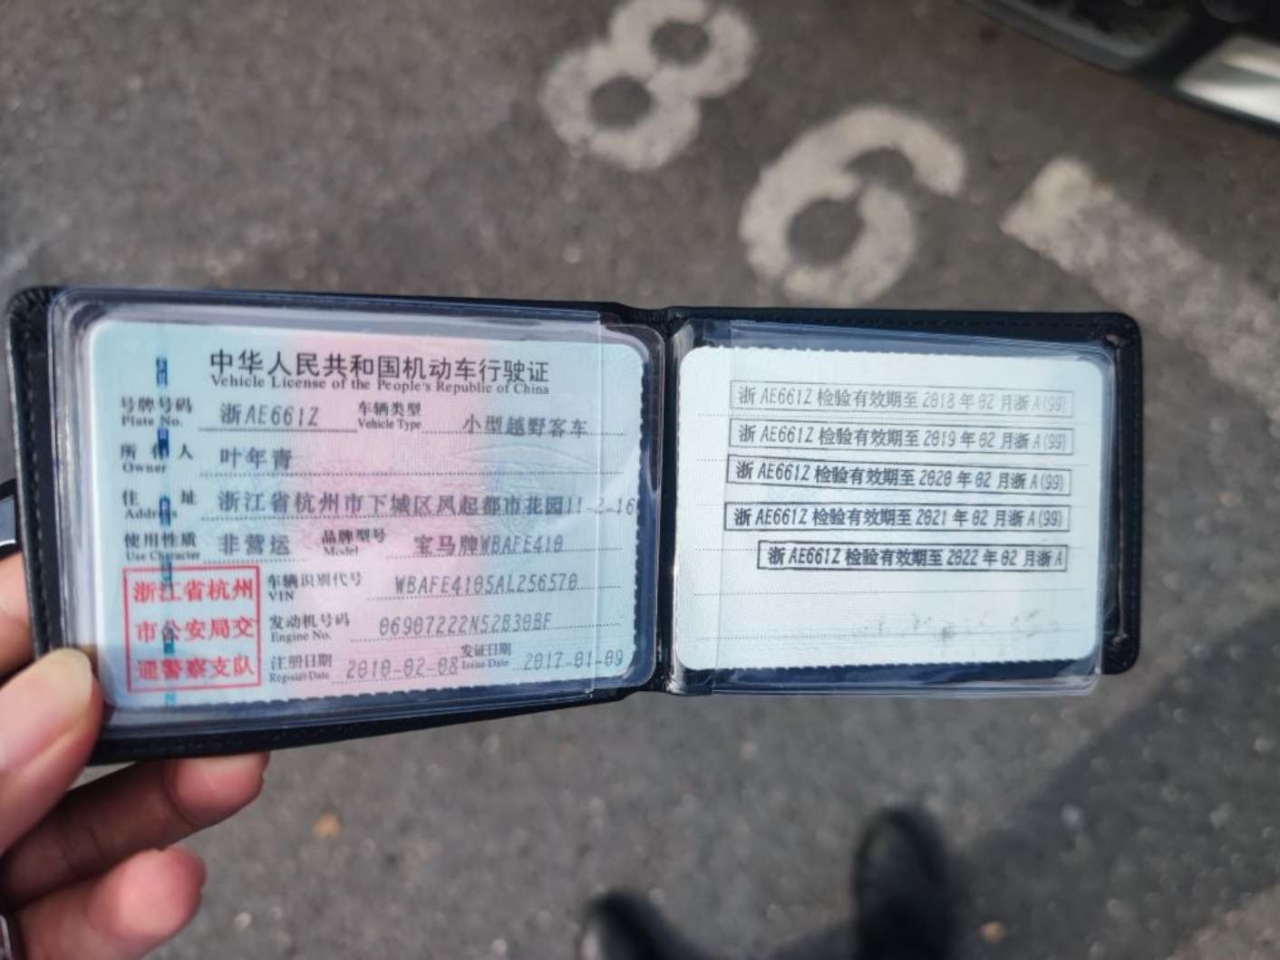 86
中华人民共和国机动车行驶证
Vehicle License of the People's Republic of China
号牌号码 浙AE661Z 车辆类型 小型越野客车
Plate No. Vehicle Type
所有人 叶年青
Owner
住址 浙江省杭州市下城区凤起都市花园11-2-16
Address
使用性质 非营运 品牌型号 宝马牌WBAFE410
Use Character Model
浙江省杭州
市公安局交
通警察支队
车辆识别代号 WBAFE4105AL256570
VIN
发动机号码 06907222N52B30BF
Engine No.
注册日期 2010-02-08 发证日期 2017-01-09
Register Date Issue Date
浙AE661Z检验有效期至2018年02月浙A(99)
浙AE661Z检验有效期至2019年02月浙A(99)
浙AE661Z检验有效期至2020年02月浙A(99)
浙AE661Z检验有效期至2021年02月浙A(99)
浙AE661Z检验有效期至2022年02月浙A